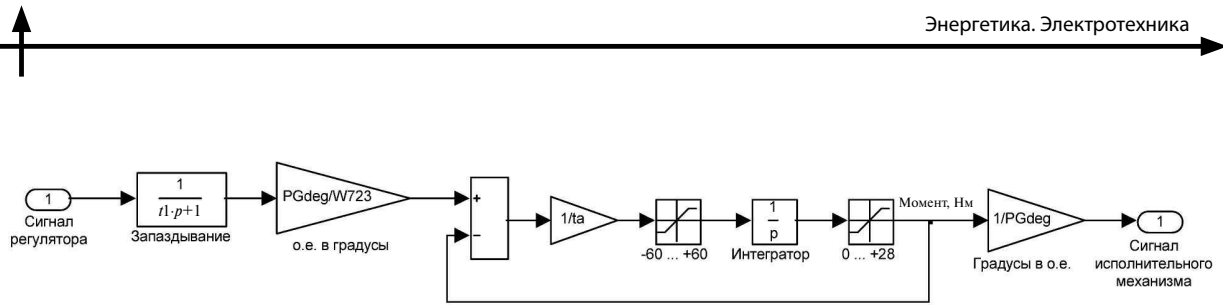 Энергетика. Электротехника
1
Сигнал
регулятора
1
t1·p+1
Запаздывание
PGdeg/W723
о.е. в градусы
+
−
1/ta
-60 ... +60
1
p
Интегратор
0 ... +28
Момент, Нм
1/PGdeg
Градусы в о.е.
1
Сигнал
исполнительного
механизма